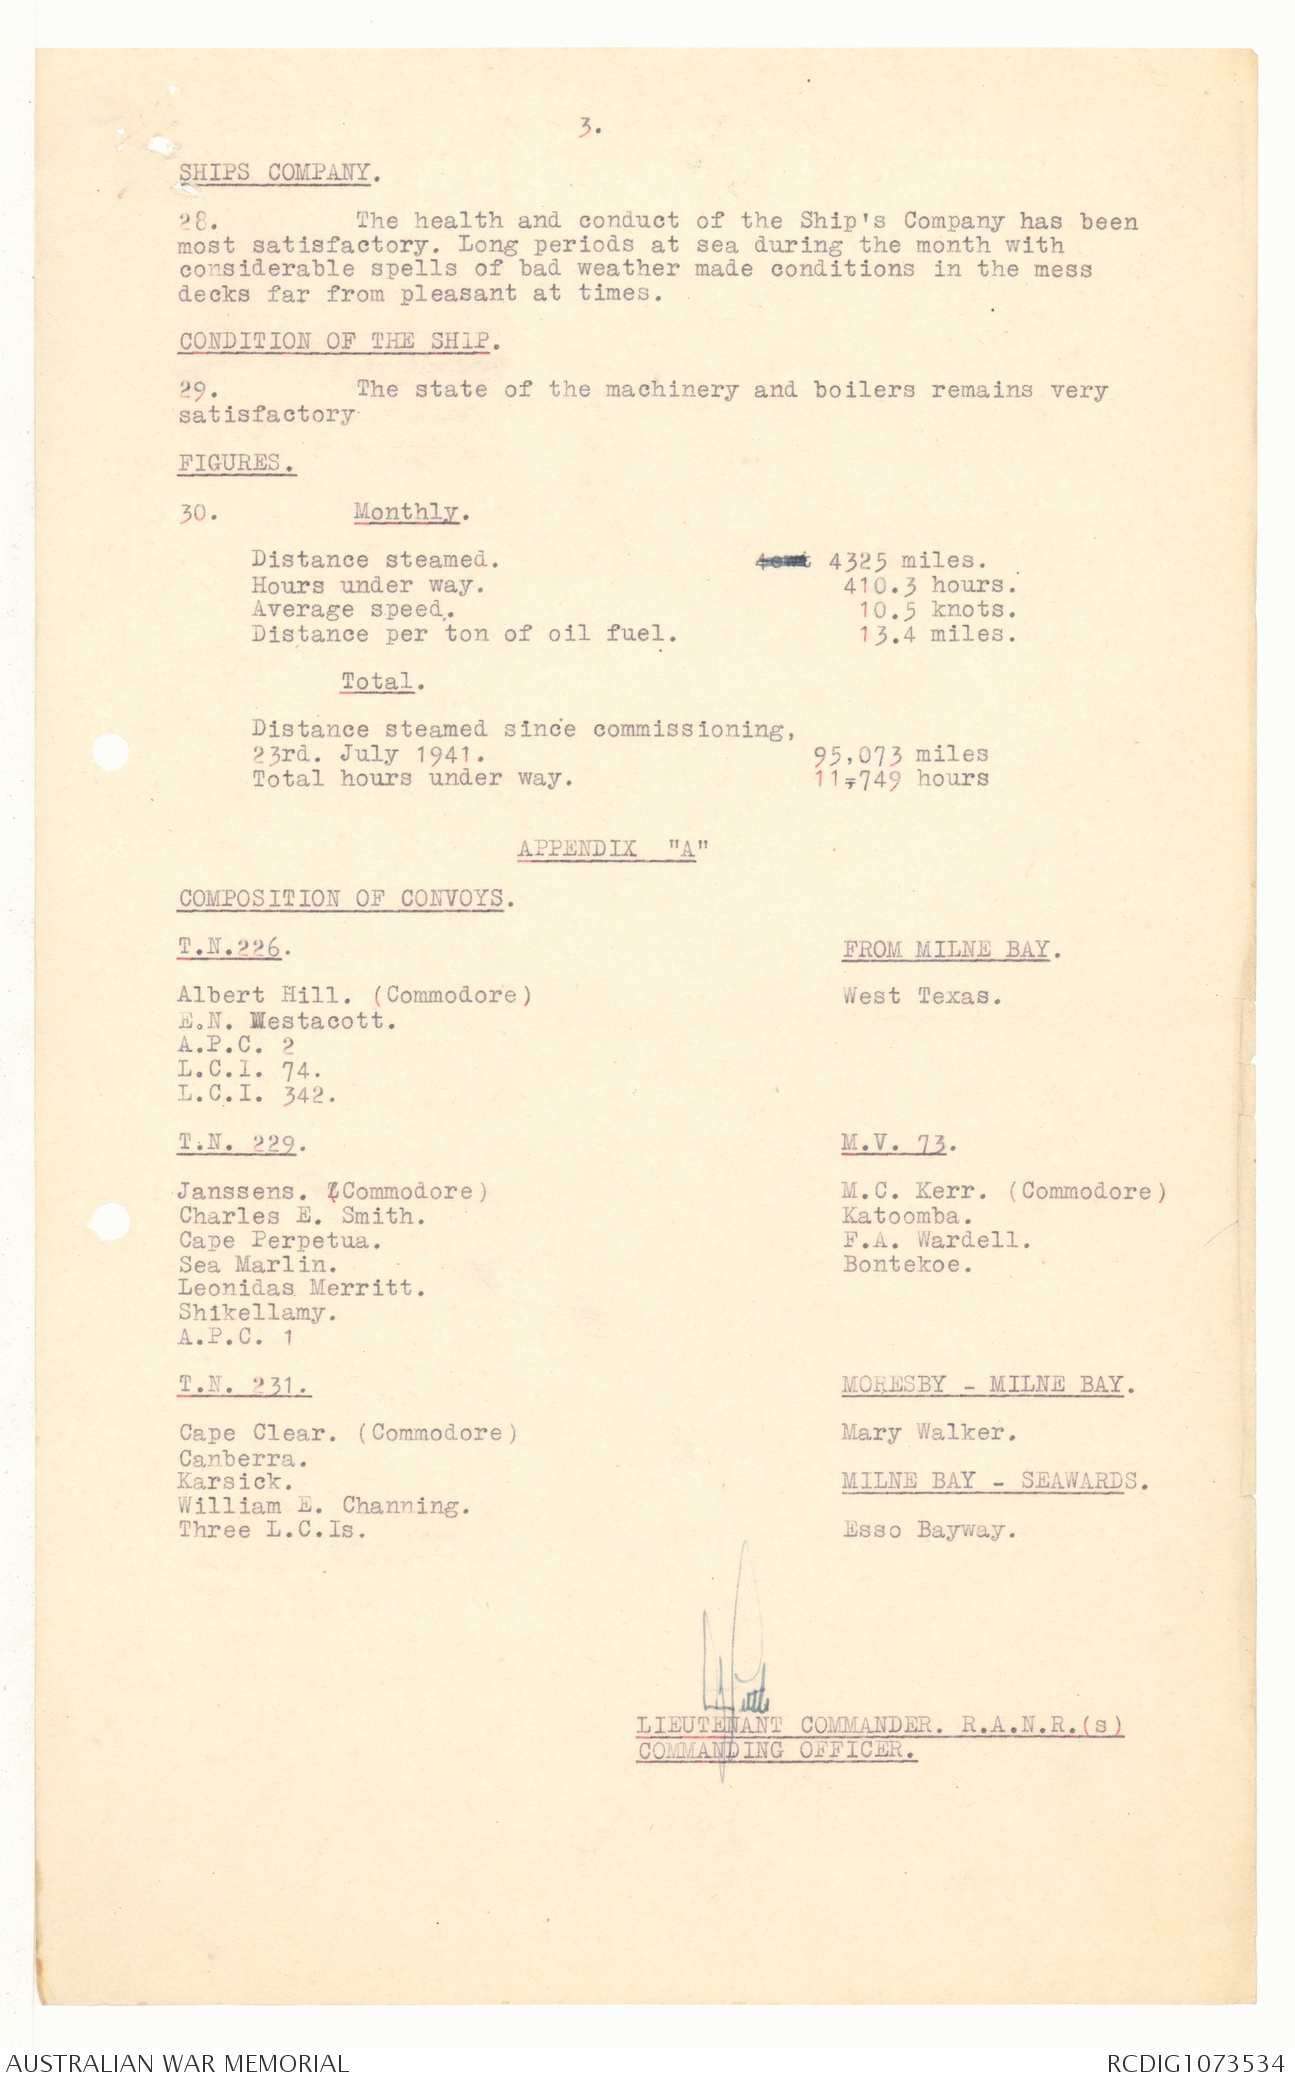 3.
SHIPS COMPANY.
28. The health and conduct of the Ship's Company has been
most satisfactory. Long periods at sea during the month with
considerable spells of bad weather made conditions in the mess
decks far from pleasant at times.
CONDITION OF THE SHIP.
29. The state of the machinery and boilers remains very
satisfactory
FIGURES.
30. Monthly.
Distance steamed. 4325 miles.
Hours under way. 410.3 hours.
Average speed. 10.5 knots.
Distance per ton of oil fuel. 13.4 miles.
Total.
Distance steamed since commissioning,
23rd. July 1941. 95,073 miles
Total hours under way. 11,749 hours
APPENDIX "A"
COMPOSITION OF CONVOYS.
T.N.226.
Albert Hill. (Commodore)
E.N. Westacott.
A.P.C. 2
L.C.I. 74.
L.C.I. 342.
FROM MILNE BAY.
West Texas.
T.N. 229.
Janssens. (Commodore)
Charles E. Smith.
Cape Perpetua.
Sea Marlin.
Leonidas Merritt.
Shikellamy.
A.P.C. 1
M.V. 73.
M.C. Kerr. (Commodore)
Katoomba.
F.A. Wardell.
Bontekoe.
T.N. 231.
Cape Clear. (Commodore)
Canberra.
Karsick.
William E. Channing.
Three L.C.Is.
MORESBY - MILNE BAY.
Mary Walker.
MILNE BAY - SEAWARDS.
Esso Bayway.
LIEUTENANT COMMANDER. R.A.N.R.(s)
COMMANDING OFFICER.
AUSTRALIAN WAR MEMORIAL
RCDIG1073534